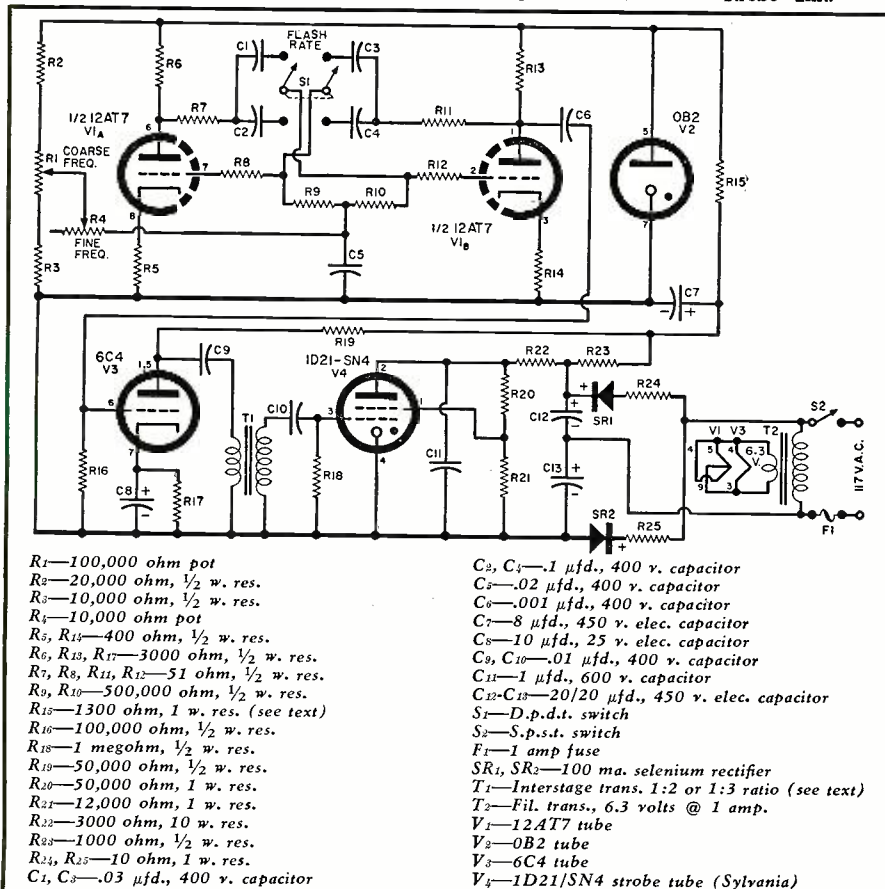 FLASH
RATE
C1
C3
S1
R2
R6
R7
C2
C4
R11
R13
C6
0B2
V2
1/2 12AT7
V1A
6
7
8
R1
COARSE
FREQ.
R8
R9
R10
R12
1
2
3
5
7
R15
1/2 12AT7
V1B
R4
FINE
FREQ.
R3
R5
C5
R14
C7
- +
R19
6C4
V3
1,5
6
7
C9
1D21-SN4
V4
2
3
1
4
R22
R23
R20
R24
+
SR1
C12
+
C10
T1
C11
R16
C8
+
-
R17
R18
R21
C13
+
-
SR2
+
R25
V1
V3
T2
S2
4
5
4
6.3
V.
9
3
117 V.A.C.
F1
R1—100,000 ohm pot
R2—20,000 ohm, 1/2 w. res.
R3—10,000 ohm, 1/2 w. res.
R4—10,000 ohm pot
R5, R14—400 ohm, 1/2 w. res.
R6, R13, R17—3000 ohm, 1/2 w. res.
R7, R8, R11, R12—51 ohm, 1/2 w. res.
R9, R10—500,000 ohm, 1/2 w. res.
R15—1300 ohm, 1 w. res. (see text)
R16—100,000 ohm, 1/2 w. res.
R18—1 megohm, 1/2 w. res.
R19—50,000 ohm, 1/2 w. res.
R20—50,000 ohm, 1 w. res.
R21—12,000 ohm, 1 w. res.
R22—3000 ohm, 10 w. res.
R23—1000 ohm, 1/2 w. res.
R24, R25—10 ohm, 1 w. res.
C1, C3—.03 μfd., 400 v. capacitor
C2, C4—.1 μfd., 400 v. capacitor
C5—.02 μfd., 400 v. capacitor
C6—.001 μfd., 400 v. capacitor
C7—8 μfd., 450 v. elec. capacitor
C8—10 μfd., 25 v. elec. capacitor
C9, C10—.01 μfd., 400 v. capacitor
C11—1 μfd., 600 v. capacitor
C12-C13—20/20 μfd., 450 v. elec. capacitor
S1—D.p.d.t. switch
S2—S.p.s.t. switch
F1—1 amp fuse
SR1, SR2—100 ma. selenium rectifier
T1—Interstage trans. 1:2 or 1:3 ratio (see text)
T2—Fil. trans., 6.3 volts @ 1 amp.
V1—12AT7 tube
V2—0B2 tube
V3—6C4 tube
V4—1D21/SN4 strobe tube (Sylvania)